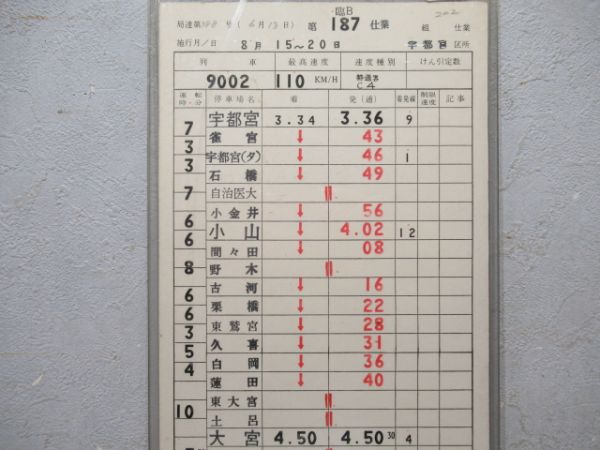 臨B
局達第 号(6月13日) 第 187 仕業 組 仕業
施行月/日 8月 15～20日 宇都宮区所
列車 最高速度 速度種別 けん引定数
9002 110 KM/H 特通客 C4
運転時・分 停車場名 着 発(通) 着発線 制限速度 記事
宇都宮 3.34 3.36 9
7
雀宮 ↓ 43
3
宇都宮(タ) ↓ 46 1
3
石橋 ↓ 49
自治医大 ||
7
小金井 ↓ 56
6
小山 ↓ 4.02 12
6
間々田 ↓ 08
野木 ||
8
古河 ↓ 16
6
栗橋 ↓ 22
6
東鷲宮 ↓ 28
3
久喜 ↓ 31
5
白岡 ↓ 36
4
蓮田 ↓ 40
東大宮 ||
10
土呂 ||
大宮 4.50 4.50 30 4